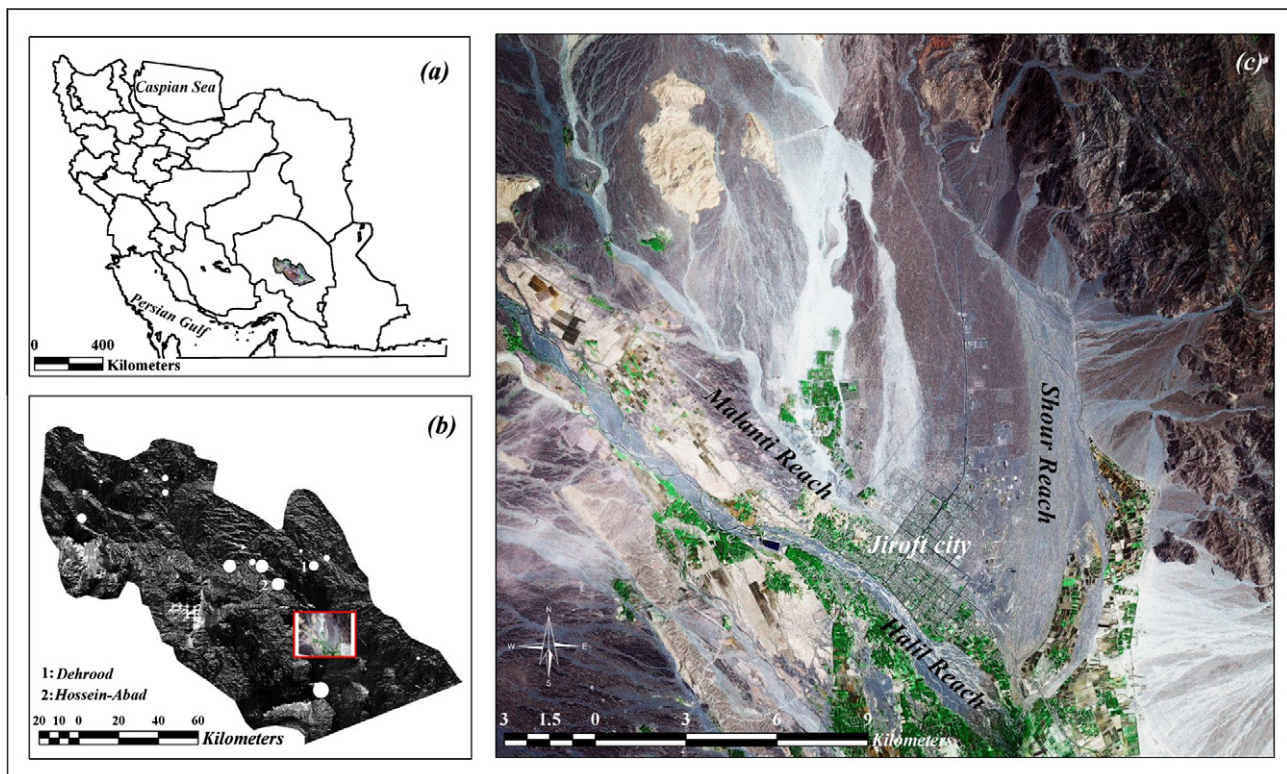 (a)
Caspian Sea
Persian Gulf
0 400
Kilometers
(b)
1
2
1: Dehrood
2: Hossein-Abad
20 10 0 20 40 60
Kilometers
(c)
Malanti Reach
Shour Reach
Jiroft city
Halil Reach
N
W E
S
3 1.5 0 3 6 9
Kilometers